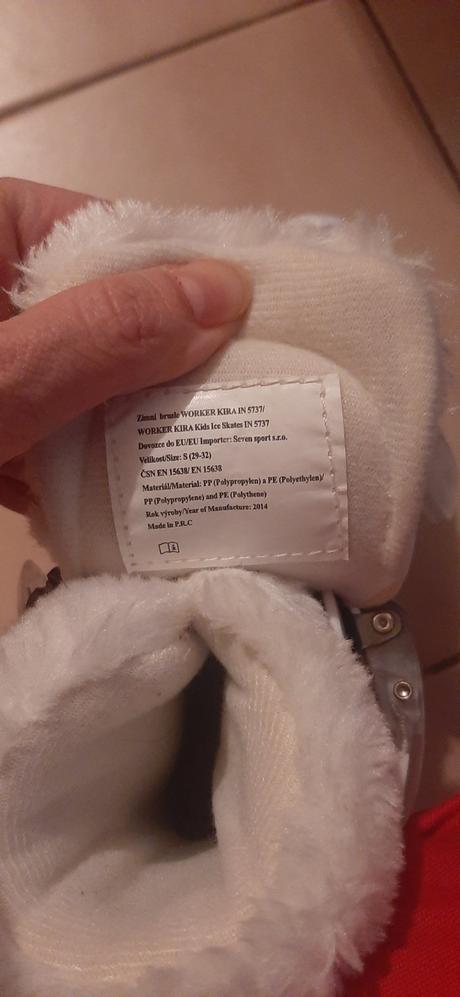 Zimní brusle WORKER KIRA IN 5737/
WORKER KIRA Kids Ice Skates IN 5737
Dovozce do EU/EU Importer: Seven sport s.r.o.
Velikost/Size: S (29-32)
ČSN EN 15638/ EN 15638
Materiál/Material: PP (Polypropylen) a PE (Polyethylen)/
PP (Polypropylene) and PE (Polythene)
Rok výroby/Year of Manufacture: 2014
Made in P.R.C